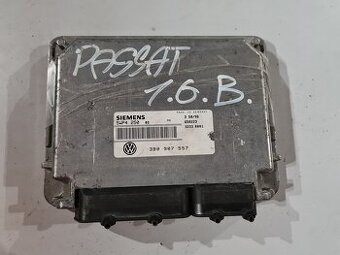 PASSAT
1.6.B.
SIEMENS
5WP4 250
3B0 907 557